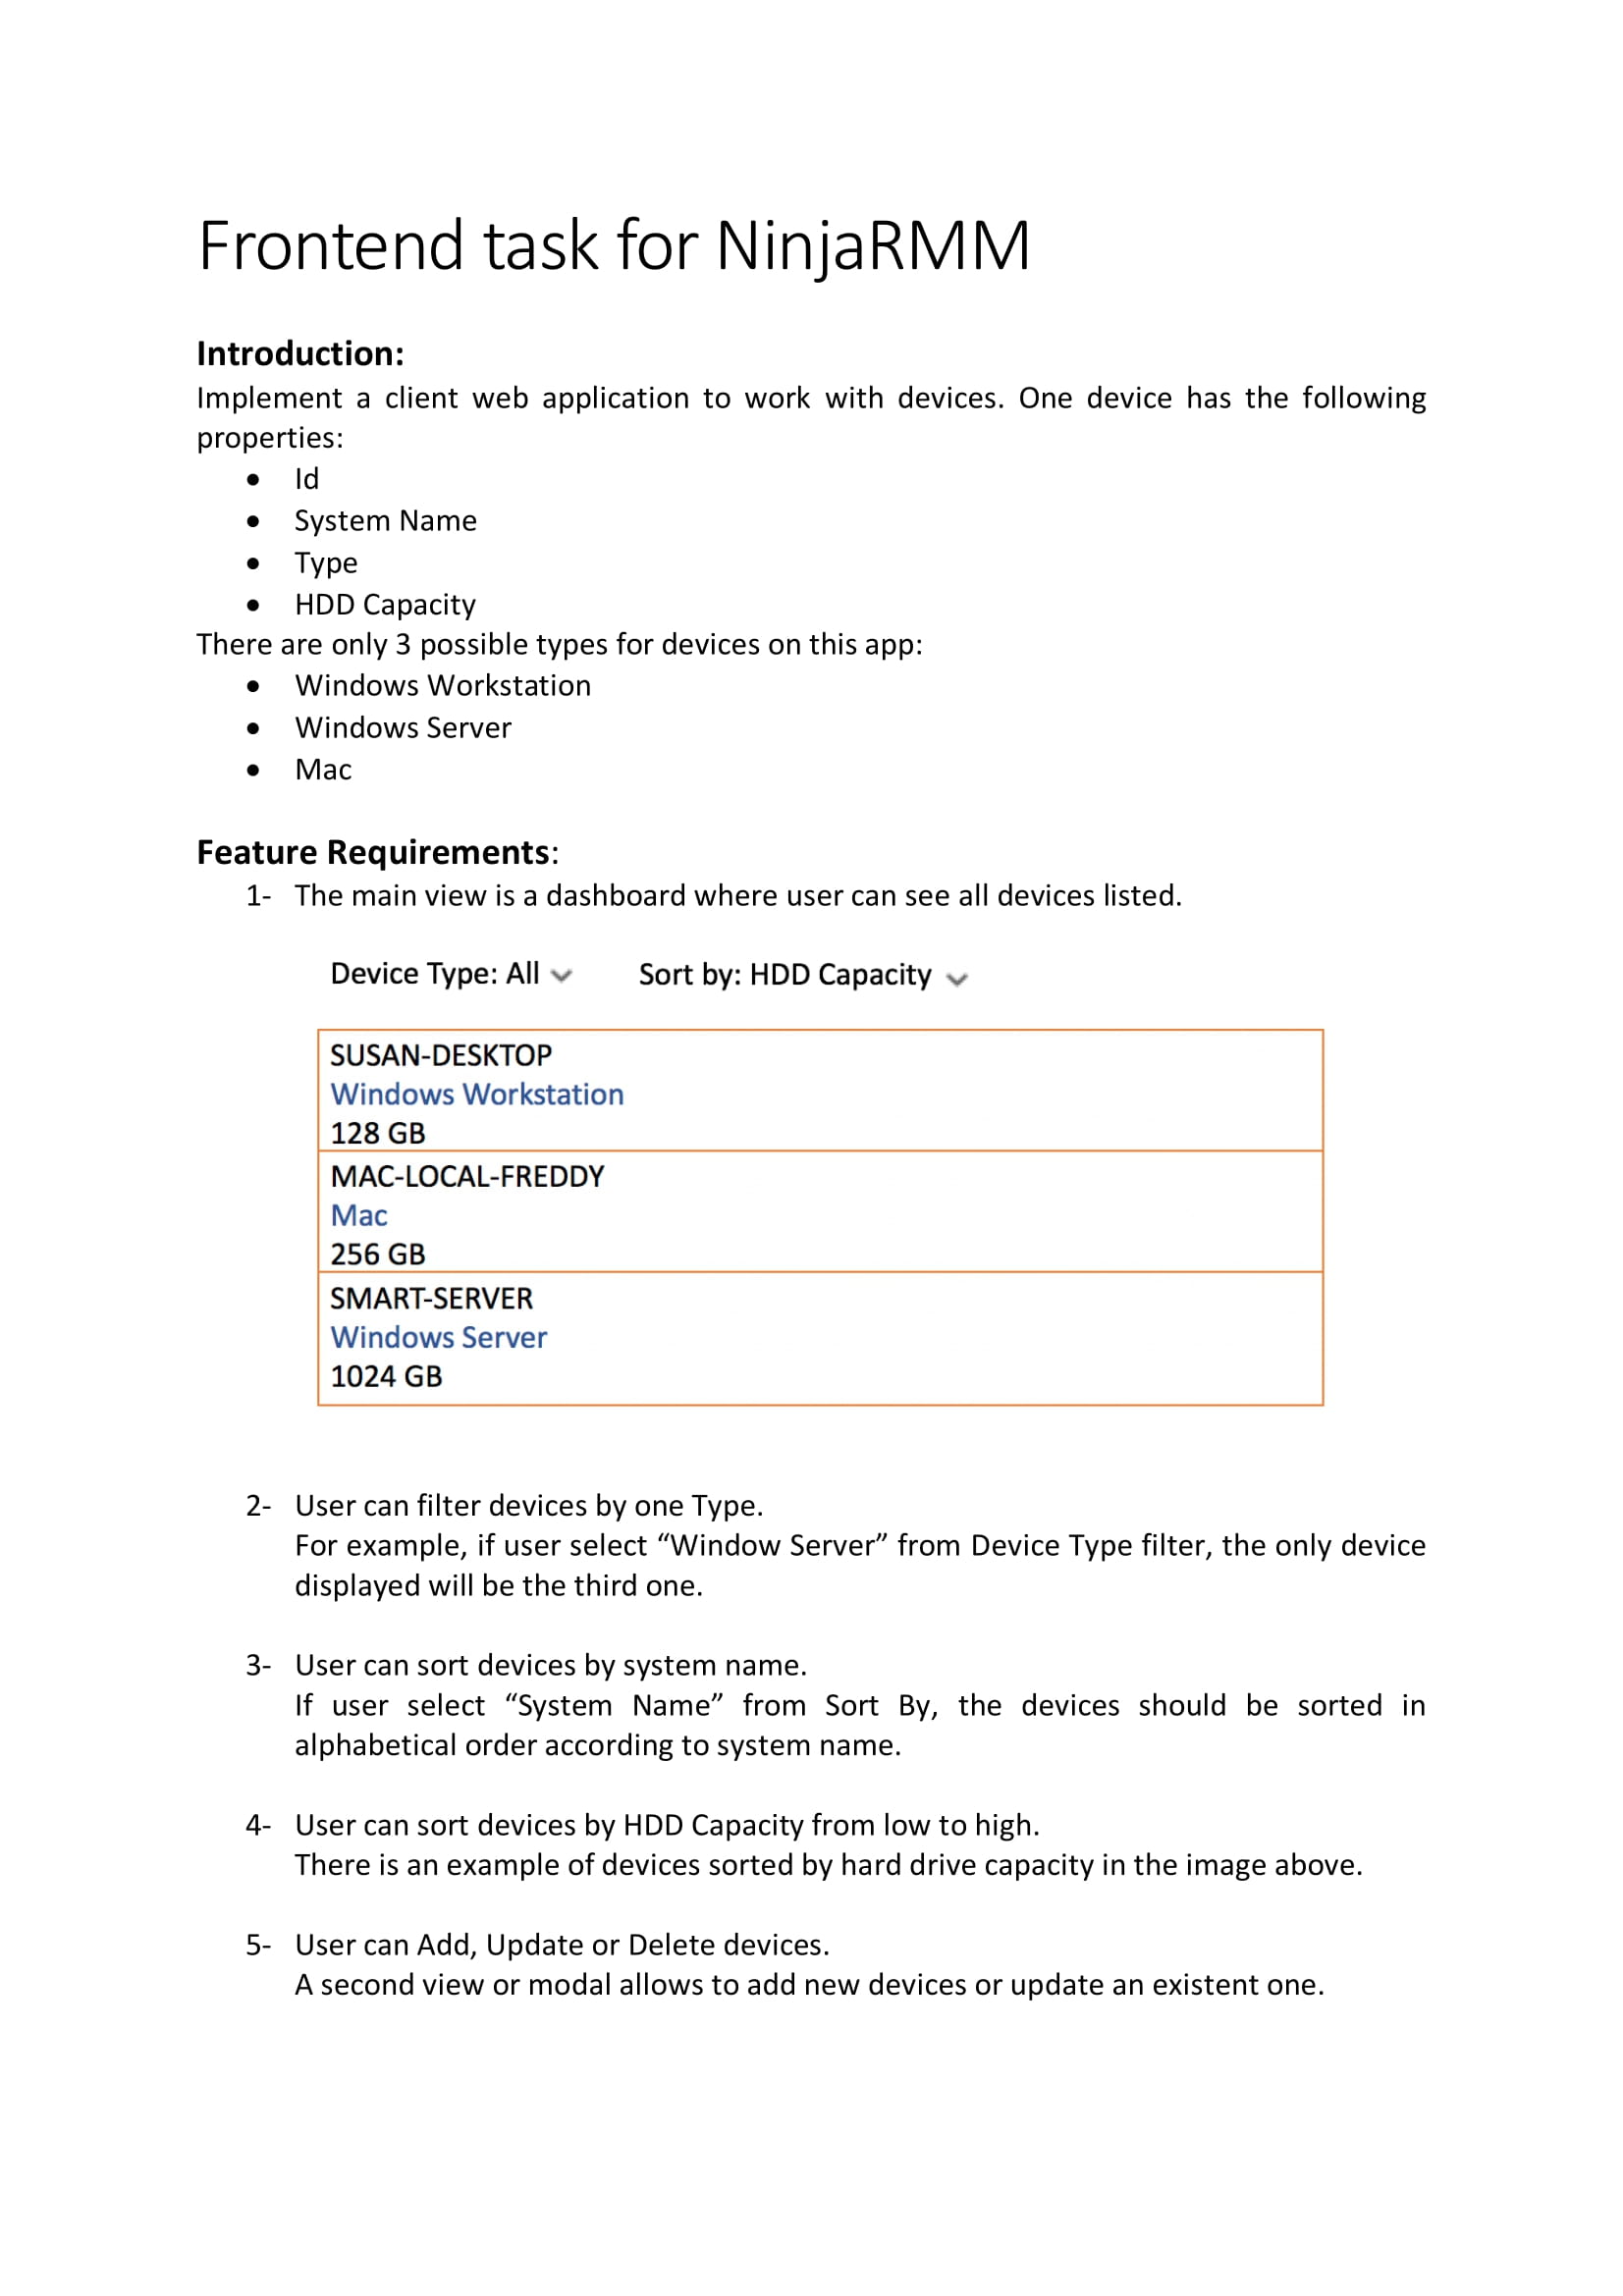 Frontend task for NinjaRMM
Introduction:
Implement a client web application to work with devices. One device has the following
properties:
• Id
• System Name
• Type
• HDD Capacity
There are only 3 possible types for devices on this app:
• Windows Workstation
• Windows Server
• Mac
Feature Requirements:
1- The main view is a dashboard where user can see all devices listed.
Device Type: All Sort by: HDD Capacity
SUSAN-DESKTOP
Windows Workstation
128 GB
MAC-LOCAL-FREDDY
Mac
256 GB
SMART-SERVER
Windows Server
1024 GB
2- User can filter devices by one Type.
For example, if user select “Window Server” from Device Type filter, the only device
displayed will be the third one.
3- User can sort devices by system name.
If user select “System Name” from Sort By, the devices should be sorted in
alphabetical order according to system name.
4- User can sort devices by HDD Capacity from low to high.
There is an example of devices sorted by hard drive capacity in the image above.
5- User can Add, Update or Delete devices.
A second view or modal allows to add new devices or update an existent one.